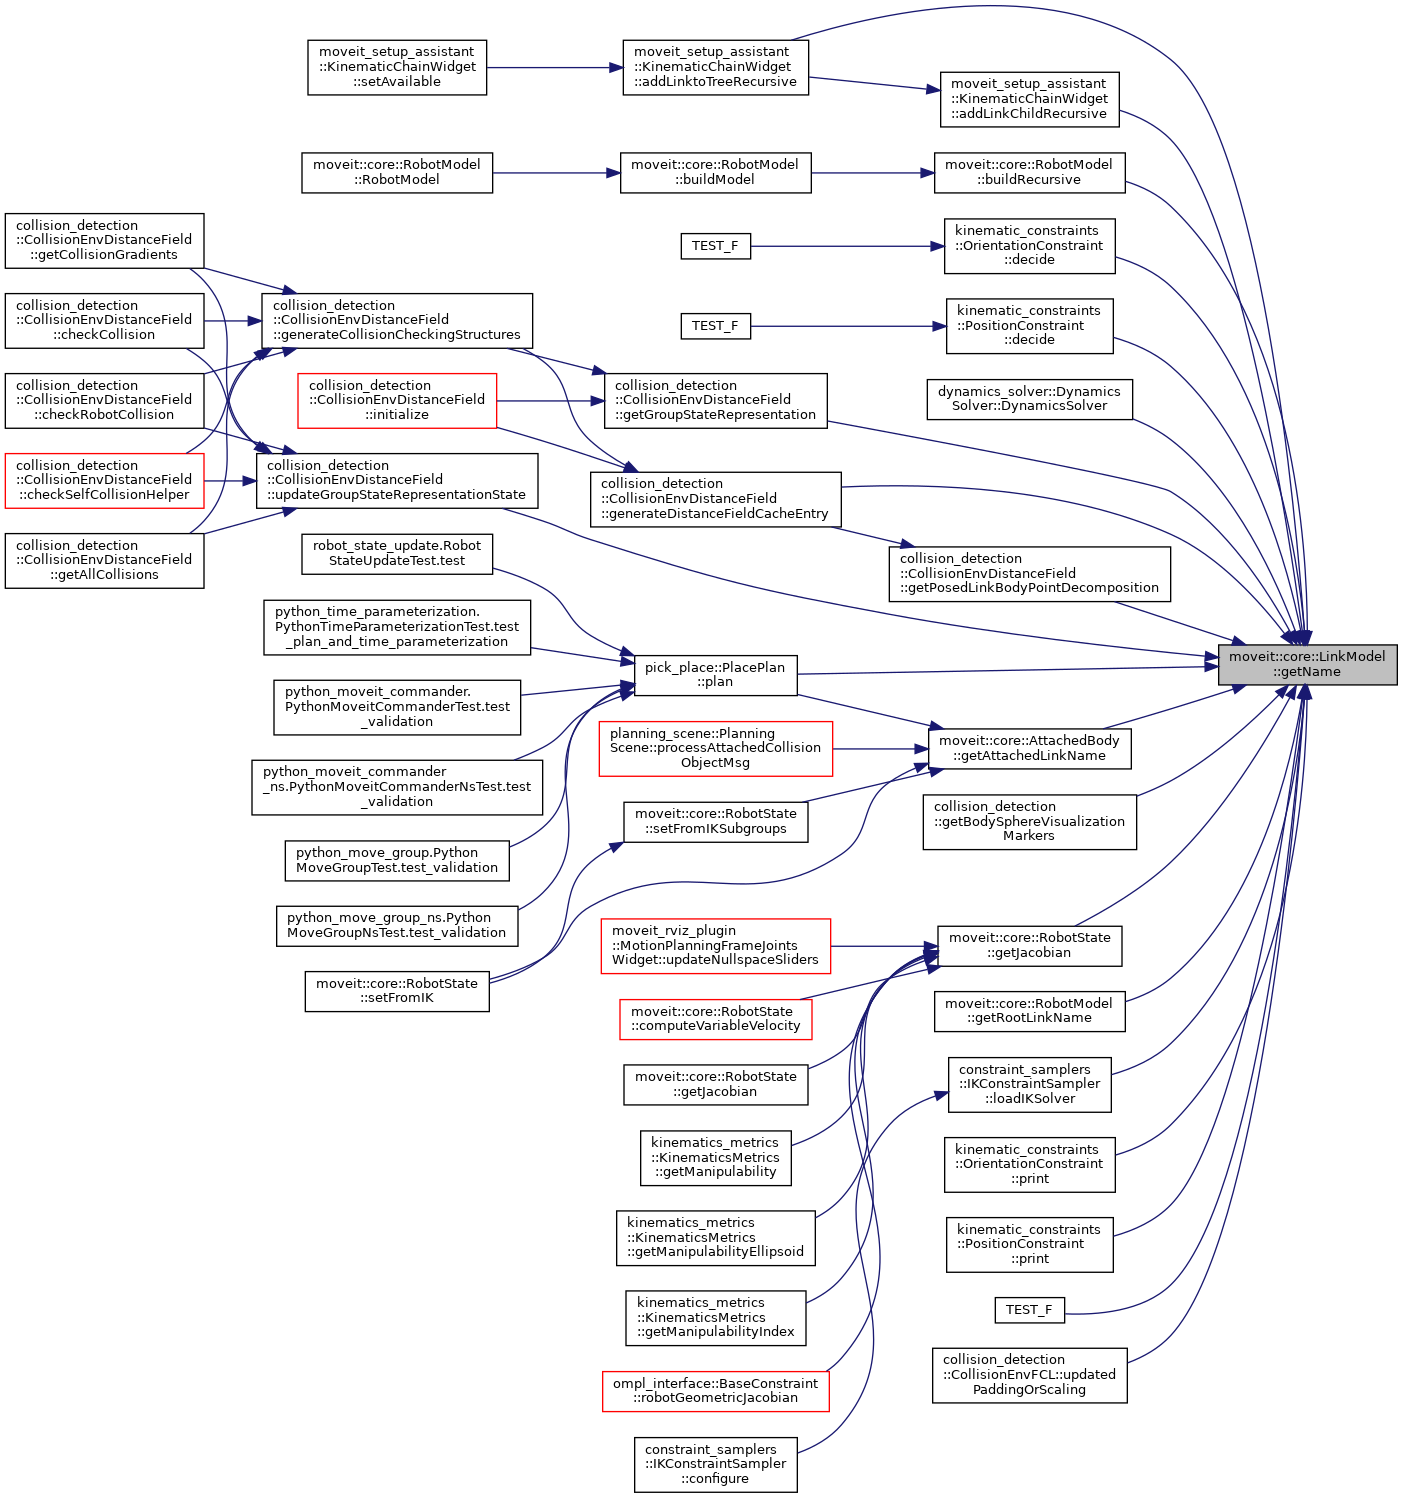 moveit_setup_assistant
::KinematicChainWidget
::setAvailable
moveit_setup_assistant
::KinematicChainWidget
::addLinktoTreeRecursive
moveit_setup_assistant
::KinematicChainWidget
::addLinkChildRecursive
moveit::core::RobotModel
::RobotModel
moveit::core::RobotModel
::buildModel
moveit::core::RobotModel
::buildRecursive
collision_detection
::CollisionEnvDistanceField
::getCollisionGradients
TEST_F
kinematic_constraints
::OrientationConstraint
::decide
collision_detection
::CollisionEnvDistanceField
::checkCollision
collision_detection
::CollisionEnvDistanceField
::generateCollisionCheckingStructures
TEST_F
kinematic_constraints
::PositionConstraint
::decide
collision_detection
::CollisionEnvDistanceField
::checkRobotCollision
collision_detection
::CollisionEnvDistanceField
::initialize
collision_detection
::CollisionEnvDistanceField
::getGroupStateRepresentation
dynamics_solver::Dynamics
Solver::DynamicsSolver
collision_detection
::CollisionEnvDistanceField
::checkSelfCollisionHelper
collision_detection
::CollisionEnvDistanceField
::updateGroupStateRepresentationState
collision_detection
::CollisionEnvDistanceField
::generateDistanceFieldCacheEntry
collision_detection
::CollisionEnvDistanceField
::getAllCollisions
robot_state_update.Robot
StateUpdateTest.test
collision_detection
::CollisionEnvDistanceField
::getPosedLinkBodyPointDecomposition
python_time_parameterization.
PythonTimeParameterizationTest.test
_plan_and_time_parameterization
pick_place::PlacePlan
::plan
moveit::core::LinkModel
::getName
python_moveit_commander.
PythonMoveitCommanderTest.test
_validation
planning_scene::Planning
Scene::processAttachedCollision
ObjectMsg
moveit::core::AttachedBody
::getAttachedLinkName
python_moveit_commander
_ns.PythonMoveitCommanderNsTest.test
_validation
moveit::core::RobotState
::setFromIKSubgroups
collision_detection
::getBodySphereVisualization
Markers
python_move_group.Python
MoveGroupTest.test_validation
python_move_group_ns.Python
MoveGroupNsTest.test_validation
moveit_rviz_plugin
::MotionPlanningFrameJoints
Widget::updateNullspaceSliders
moveit::core::RobotState
::getJacobian
moveit::core::RobotState
::setFromIK
moveit::core::RobotState
::computeVariableVelocity
moveit::core::RobotModel
::getRootLinkName
moveit::core::RobotState
::getJacobian
constraint_samplers
::IKConstraintSampler
::loadIKSolver
kinematics_metrics
::KinematicsMetrics
::getManipulability
kinematic_constraints
::OrientationConstraint
::print
kinematics_metrics
::KinematicsMetrics
::getManipulabilityEllipsoid
kinematic_constraints
::PositionConstraint
::print
kinematics_metrics
::KinematicsMetrics
::getManipulabilityIndex
TEST_F
ompl_interface::BaseConstraint
::robotGeometricJacobian
collision_detection
::CollisionEnvFCL::updated
PaddingOrScaling
constraint_samplers
::IKConstraintSampler
::configure